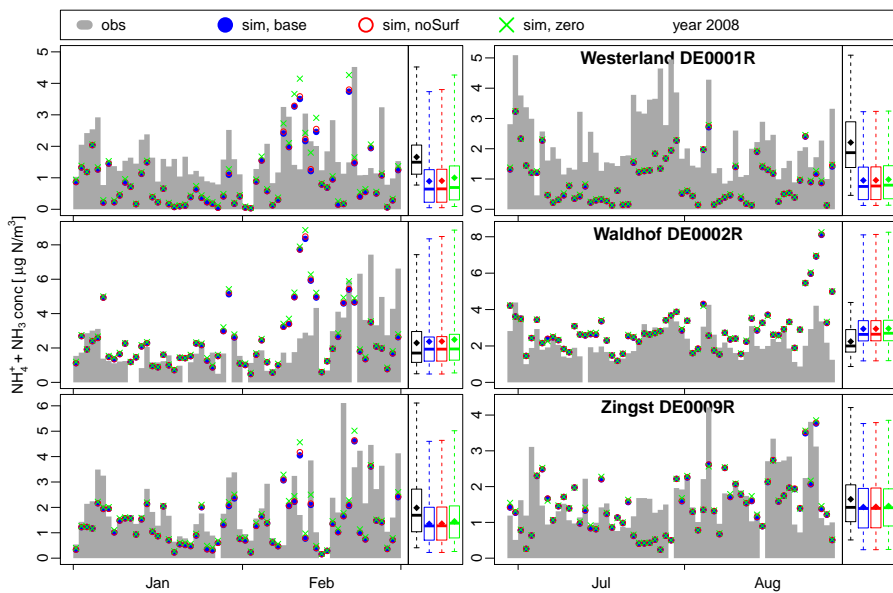 obs sim, base sim, noSurf sim, zero year 2008
NH4+ + NH3 conc [ µg N/m³ ]
0 1 2 3 4 5
Westerland DE0001R
0 1 2 3 4 5
0 2 4 6 8
Waldhof DE0002R
0 2 4 6 8
0 1 2 3 4 5 6
Zingst DE0009R
0 1 2 3 4
Jan Feb Jul Aug